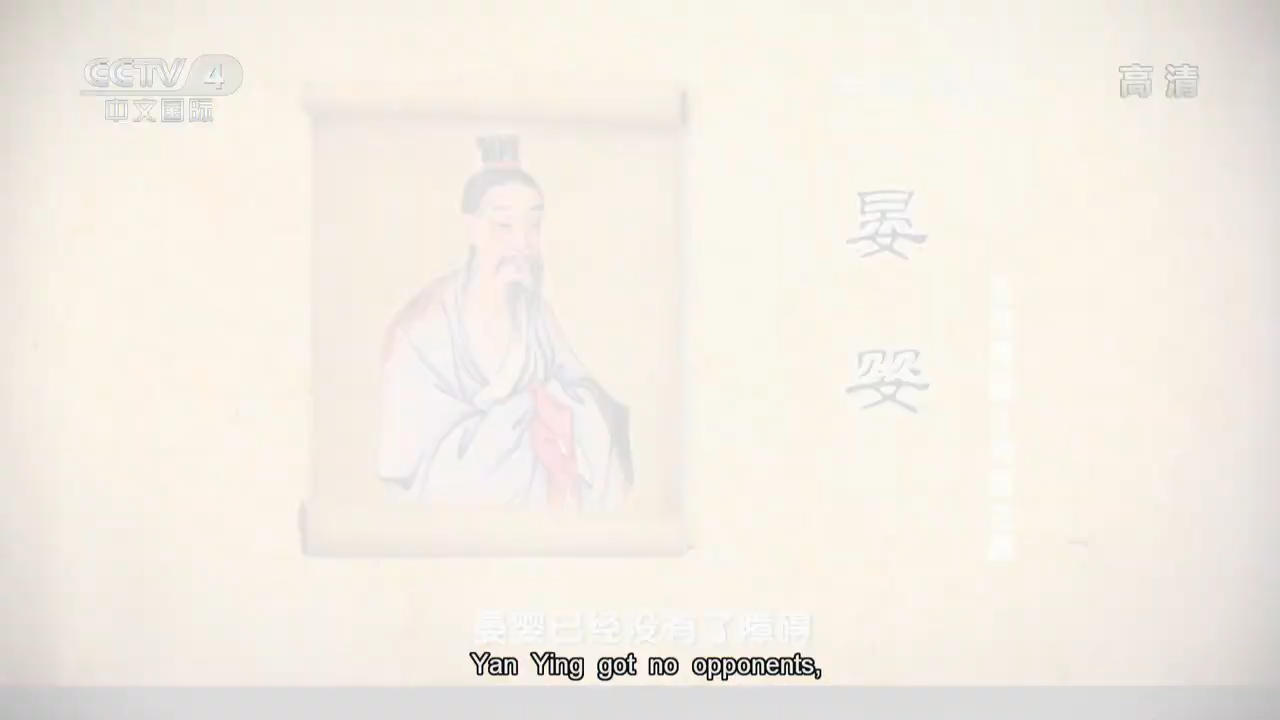 CCTV 4
中文国际
高清
晏
婴
晏婴已经没有了障碍
Yan Ying got no opponents,